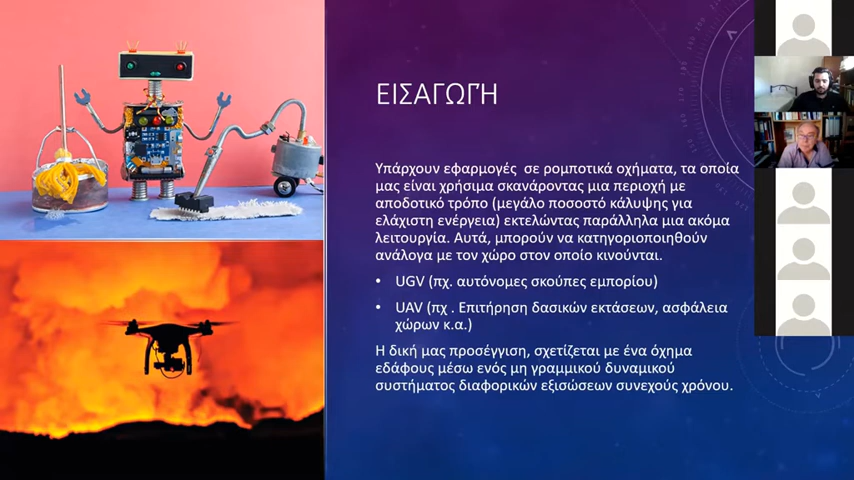 ΕΙΣΑΓΩΓΗ
Υπάρχουν εφαρμογές σε ρομποτικά οχήματα, τα οποία
μας είναι χρήσιμα σκανάροντας μια περιοχή με
αποδοτικό τρόπο (μεγάλο ποσοστό κάλυψης για
ελάχιστη ενέργεια) εκτελώντας παράλληλα μια ακόμα
λειτουργία. Αυτά, μπορούν να κατηγοριοποιηθούν
ανάλογα με τον χώρο στον οποίο κινούνται.
• UGV (πχ. αυτόνομες σκούπες εμπορίου)
• UAV (πχ . Επιτήρηση δασικών εκτάσεων, ασφάλεια
χώρων κ.α.)
Η δική μας προσέγγιση, σχετίζεται με ένα όχημα
εδάφους μέσω ενός μη γραμμικού δυναμικού
συστήματος διαφορικών εξισώσεων συνεχούς χρόνου.